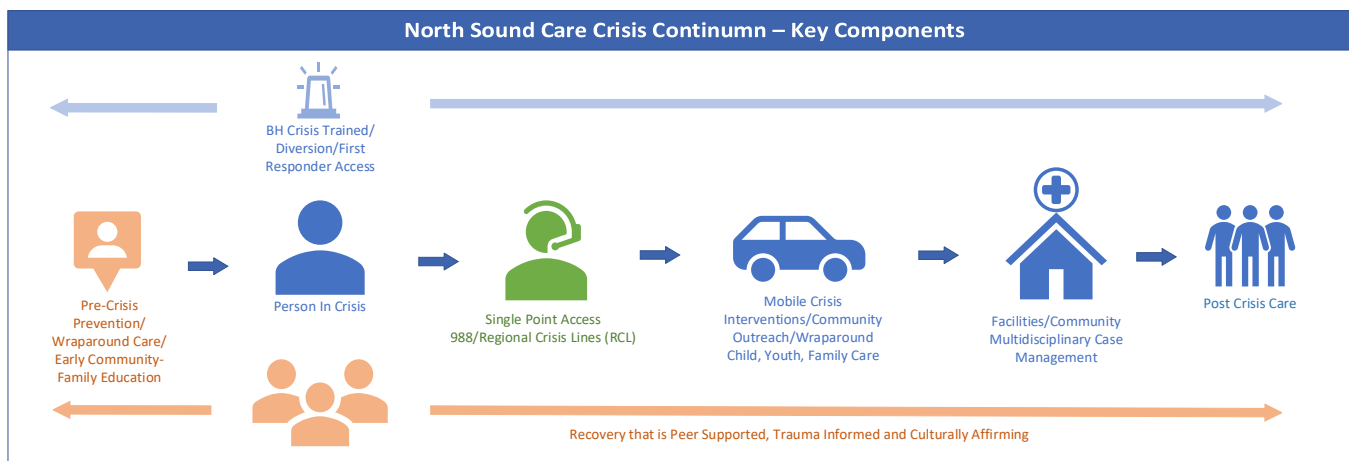 North Sound Care Crisis Continumn – Key Components
BH Crisis Trained/
Diversion/First
Responder Access
Pre-Crisis
Prevention/
Wraparound Care/
Early Community-
Family Education
Person In Crisis
Single Point Access
988/Regional Crisis Lines (RCL)
Mobile Crisis
Interventions/Community
Outreach/Wraparound
Child, Youth, Family Care
Facilities/Community
Multidisciplinary Case
Management
Post Crisis Care
Recovery that is Peer Supported, Trauma Informed and Culturally Affirming